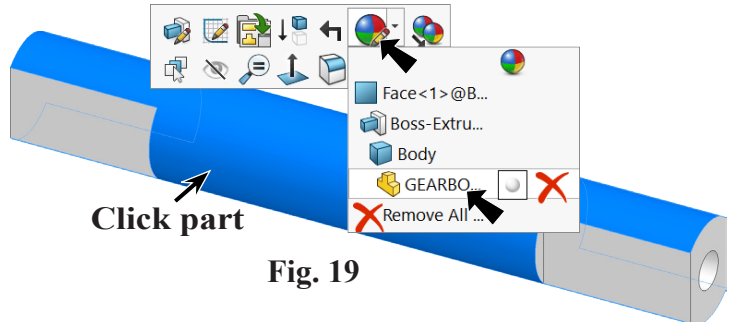 Face<1>@B...
Boss-Extru...
Body
GEARBO...
Remove All ...
Click part
Fig. 19